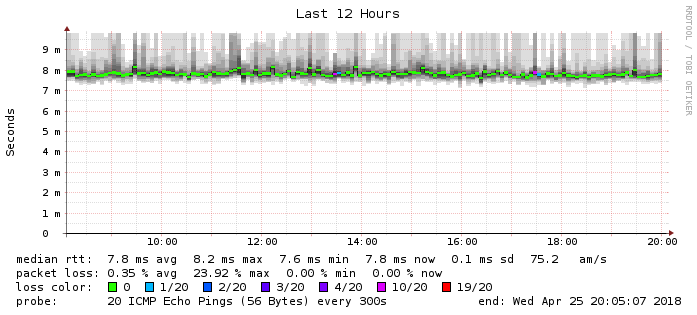 Last 12 Hours
RRDTOOL / TOBI OETIKER
Seconds
9 m
8 m
7 m
6 m
5 m
4 m
3 m
2 m
1 m
0
10:00 12:00 14:00 16:00 18:00 20:00
median rtt: 7.8 ms avg 8.2 ms max 7.6 ms min 7.8 ms now 0.1 ms sd 75.2 am/s
packet loss: 0.35 % avg 23.92 % max 0.00 % min 0.00 % now
loss color: 0 1/20 2/20 3/20 4/20 10/20 19/20
probe: 20 ICMP Echo Pings (56 Bytes) every 300s end: Wed Apr 25 20:05:07 2018